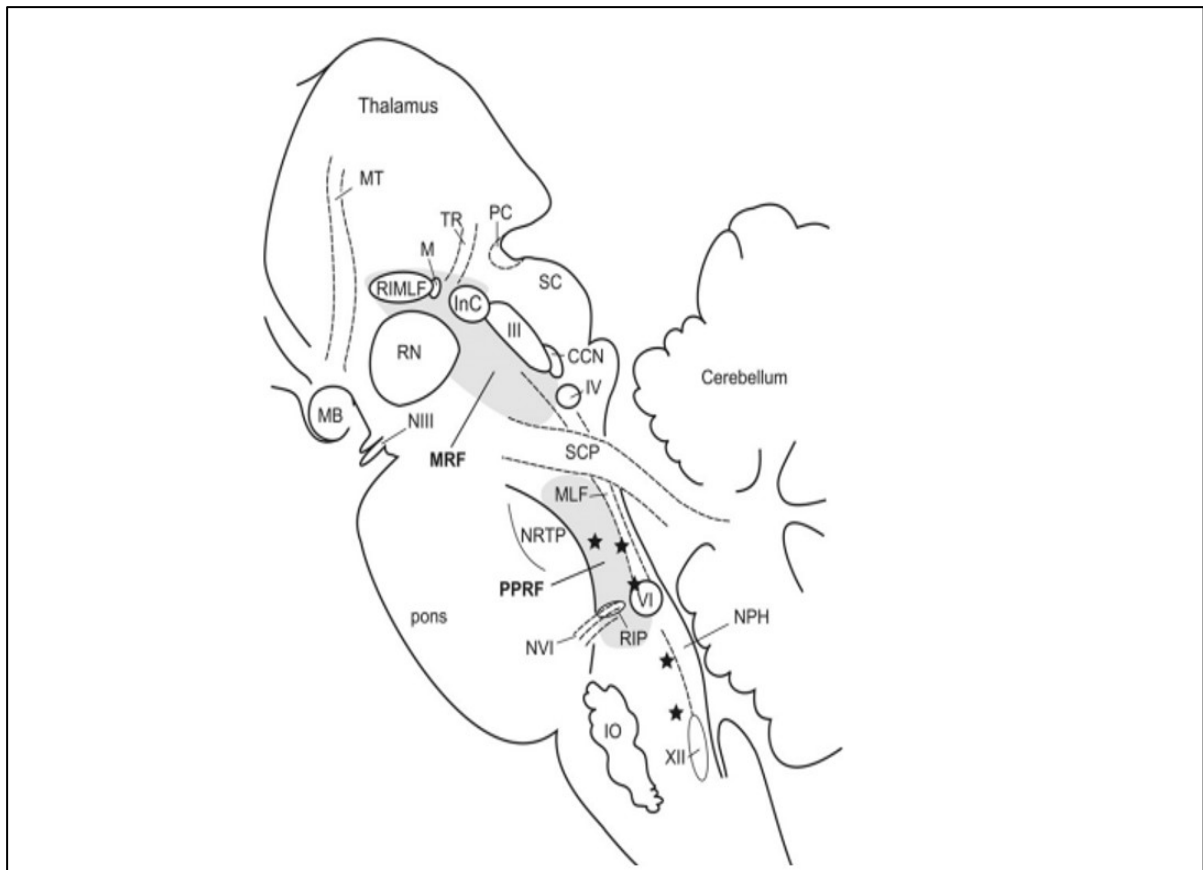 Thalamus
MT
TR
PC
M
SC
RIMLF
InC
III
RN
CCN
IV
Cerebellum
MB
NIII
MRF
SCP
MLF
NRTP
PPRF
VI
pons
NPH
NVI
RIP
IO
XII